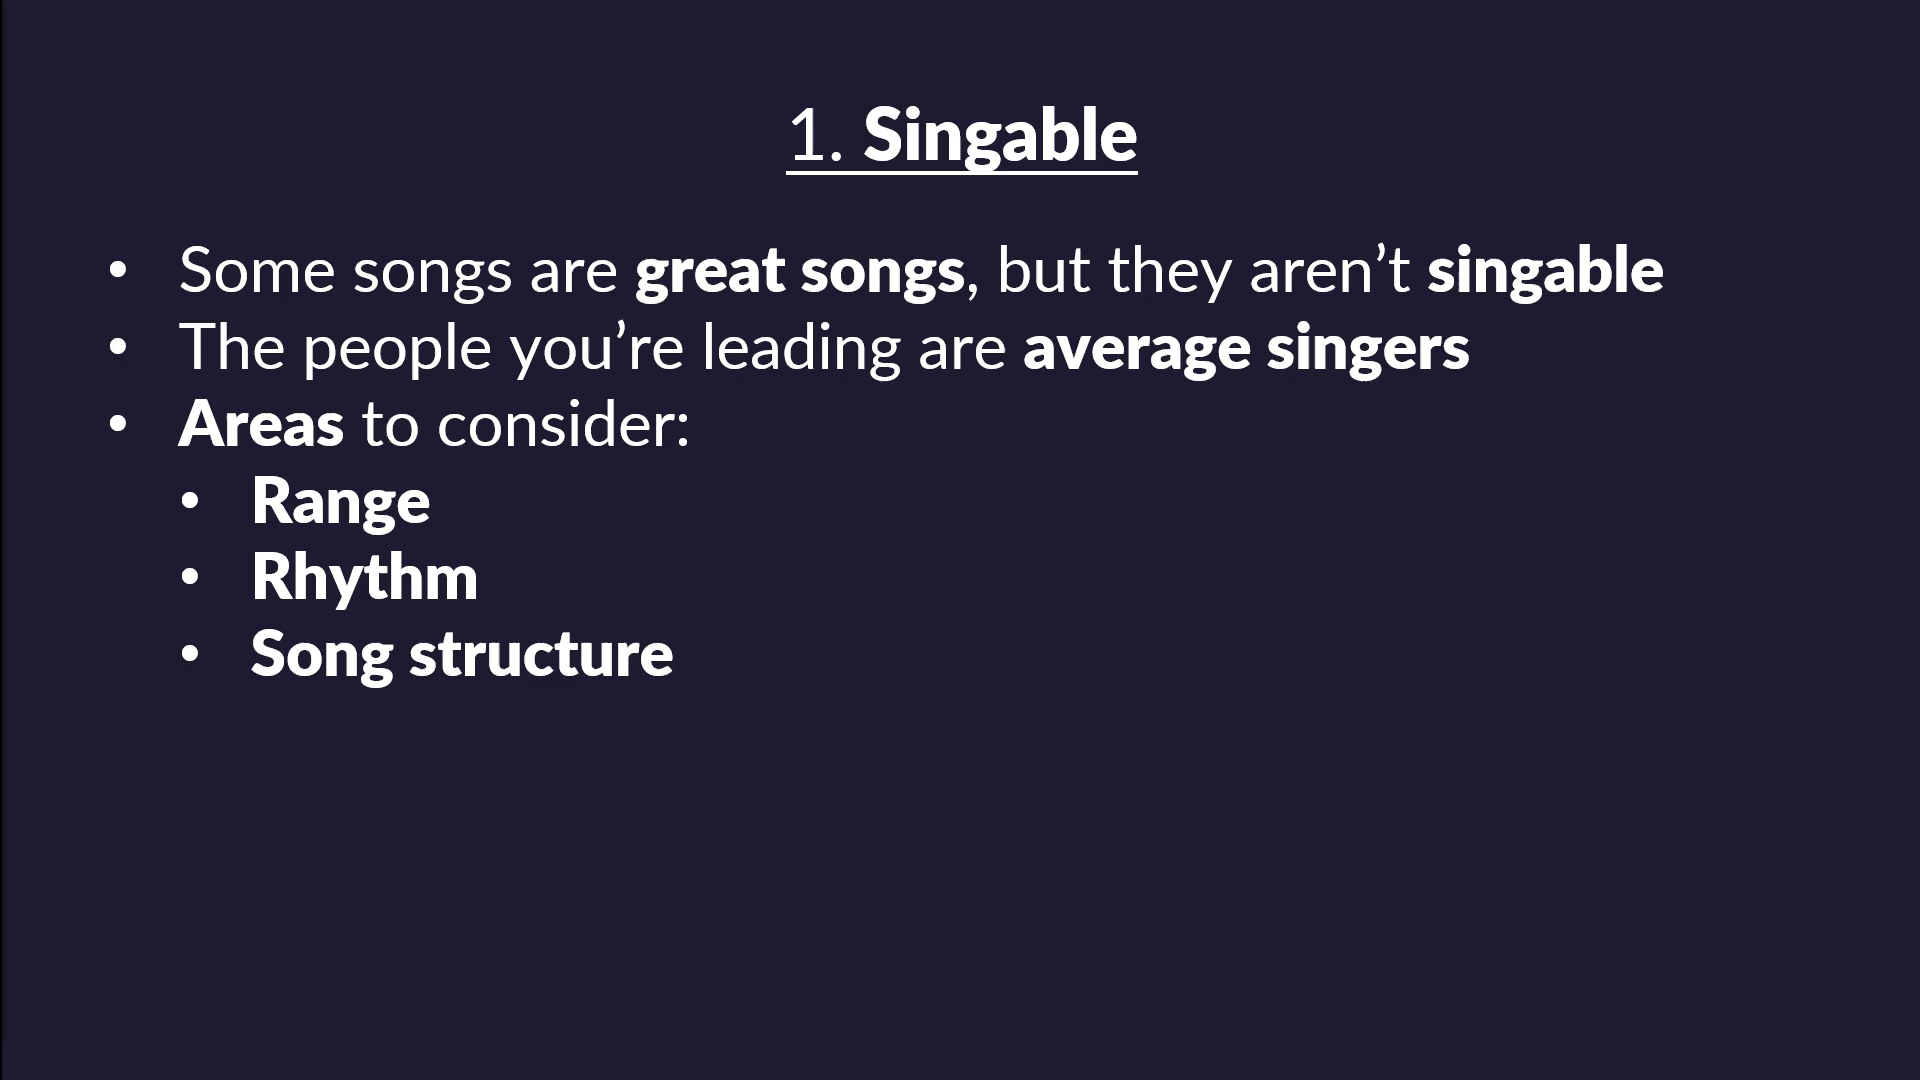 1. Singable
• Some songs are great songs, but they aren’t singable
• The people you’re leading are average singers
• Areas to consider:
• Range
• Rhythm
• Song structure